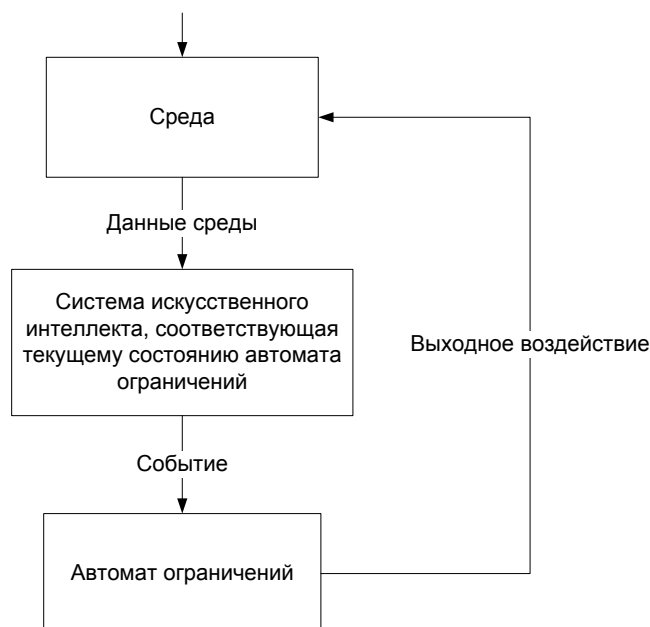 Среда
Данные среды
Система искусственного
интеллекта, соответствующая
текущему состоянию автомата
ограничений
Выходное воздействие
Событие
Автомат ограничений